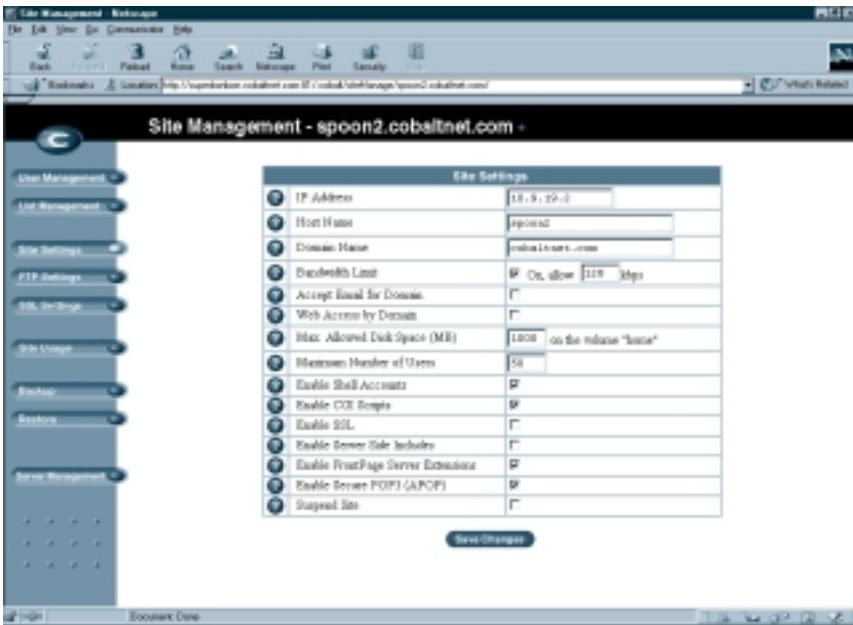 Site Management - Netscape
File Edit View Go Communicator Help
Back Reload Home Search Netscape Print Security
Bookmarks Location What's Related
C
Site Management - spoon2.cobaltnet.com
User Management
List Management
Site Settings
FTP Settings
SSL Settings
Site Usage
Backup
Restore
Server Management
Site Settings
IP Address
Host Name spoon2
Domain Name cobaltnet.com
Bandwidth Limit On, allow kbps
Accept Email for Domain
Web Access by Domain
Max. Allowed Disk Space (MB) 1000 on the volume "home"
Maximum Number of Users 50
Enable Shell Accounts
Enable CGI Scripts
Enable SSL
Enable Server Side Includes
Enable FrontPage Server Extensions
Enable Secure POP3 (APOP)
Suspend Site
Save Changes
Document: Done